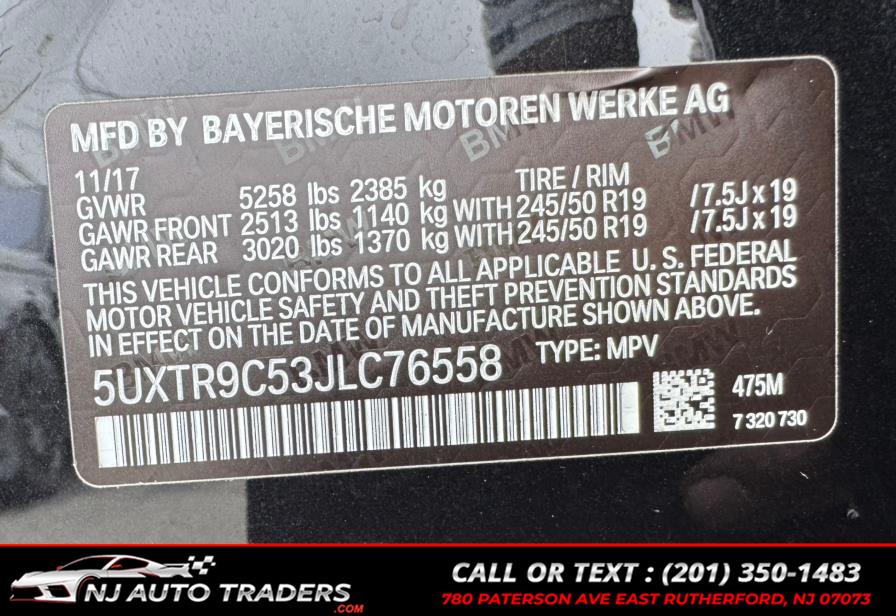 MFD BY BAYERISCHE MOTOREN WERKE AG
11/17 TIRE / RIM
GVWR 5258 lbs 2385 kg
GAWR FRONT 2513 lbs 1140 kg WITH 245/50 R19 /7.5J x 19
GAWR REAR 3020 lbs 1370 kg WITH 245/50 R19 /7.5J x 19
THIS VEHICLE CONFORMS TO ALL APPLICABLE U. S. FEDERAL
MOTOR VEHICLE SAFETY AND THEFT PREVENTION STANDARDS
IN EFFECT ON THE DATE OF MANUFACTURE SHOWN ABOVE.
5UXTR9C53JLC76558 TYPE: MPV
475M
7 320 730
BMW BMW BMW BMW
NJ AUTO TRADERS
.COM
CALL OR TEXT : (201) 350-1483
780 PATERSON AVE EAST RUTHERFORD, NJ 07073